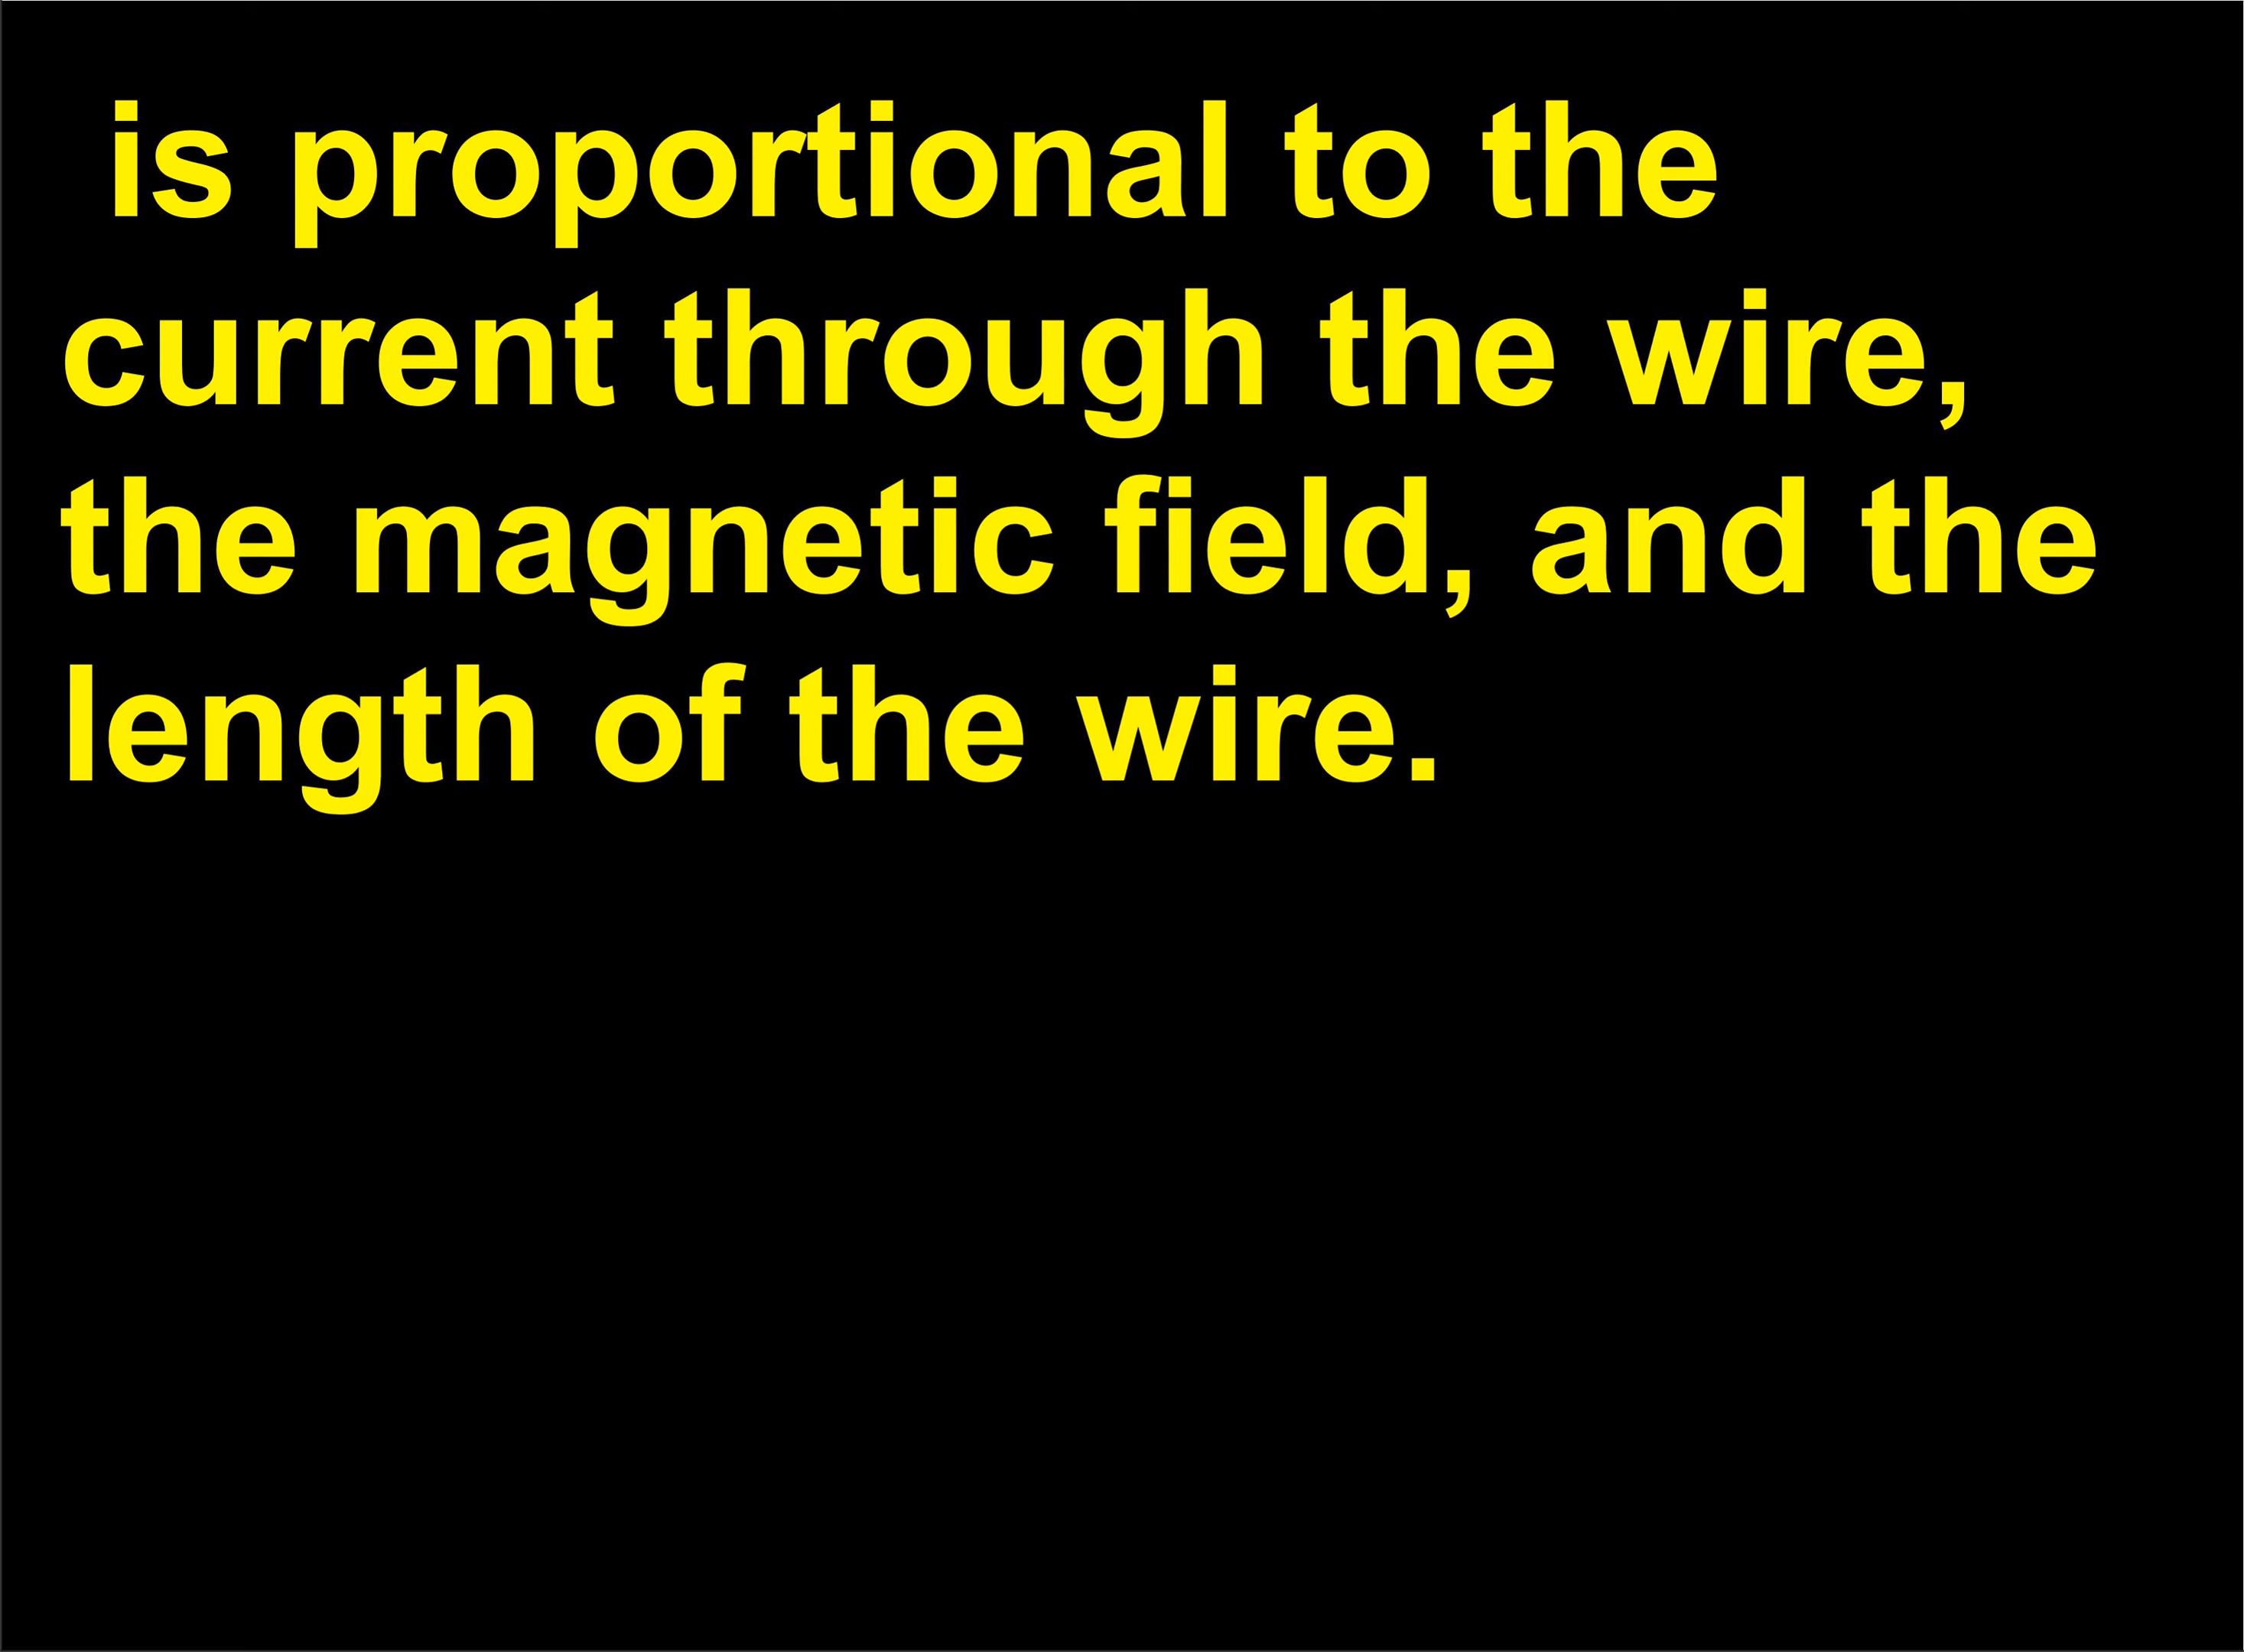 is proportional to the
current through the wire,
the magnetic field, and the
length of the wire.